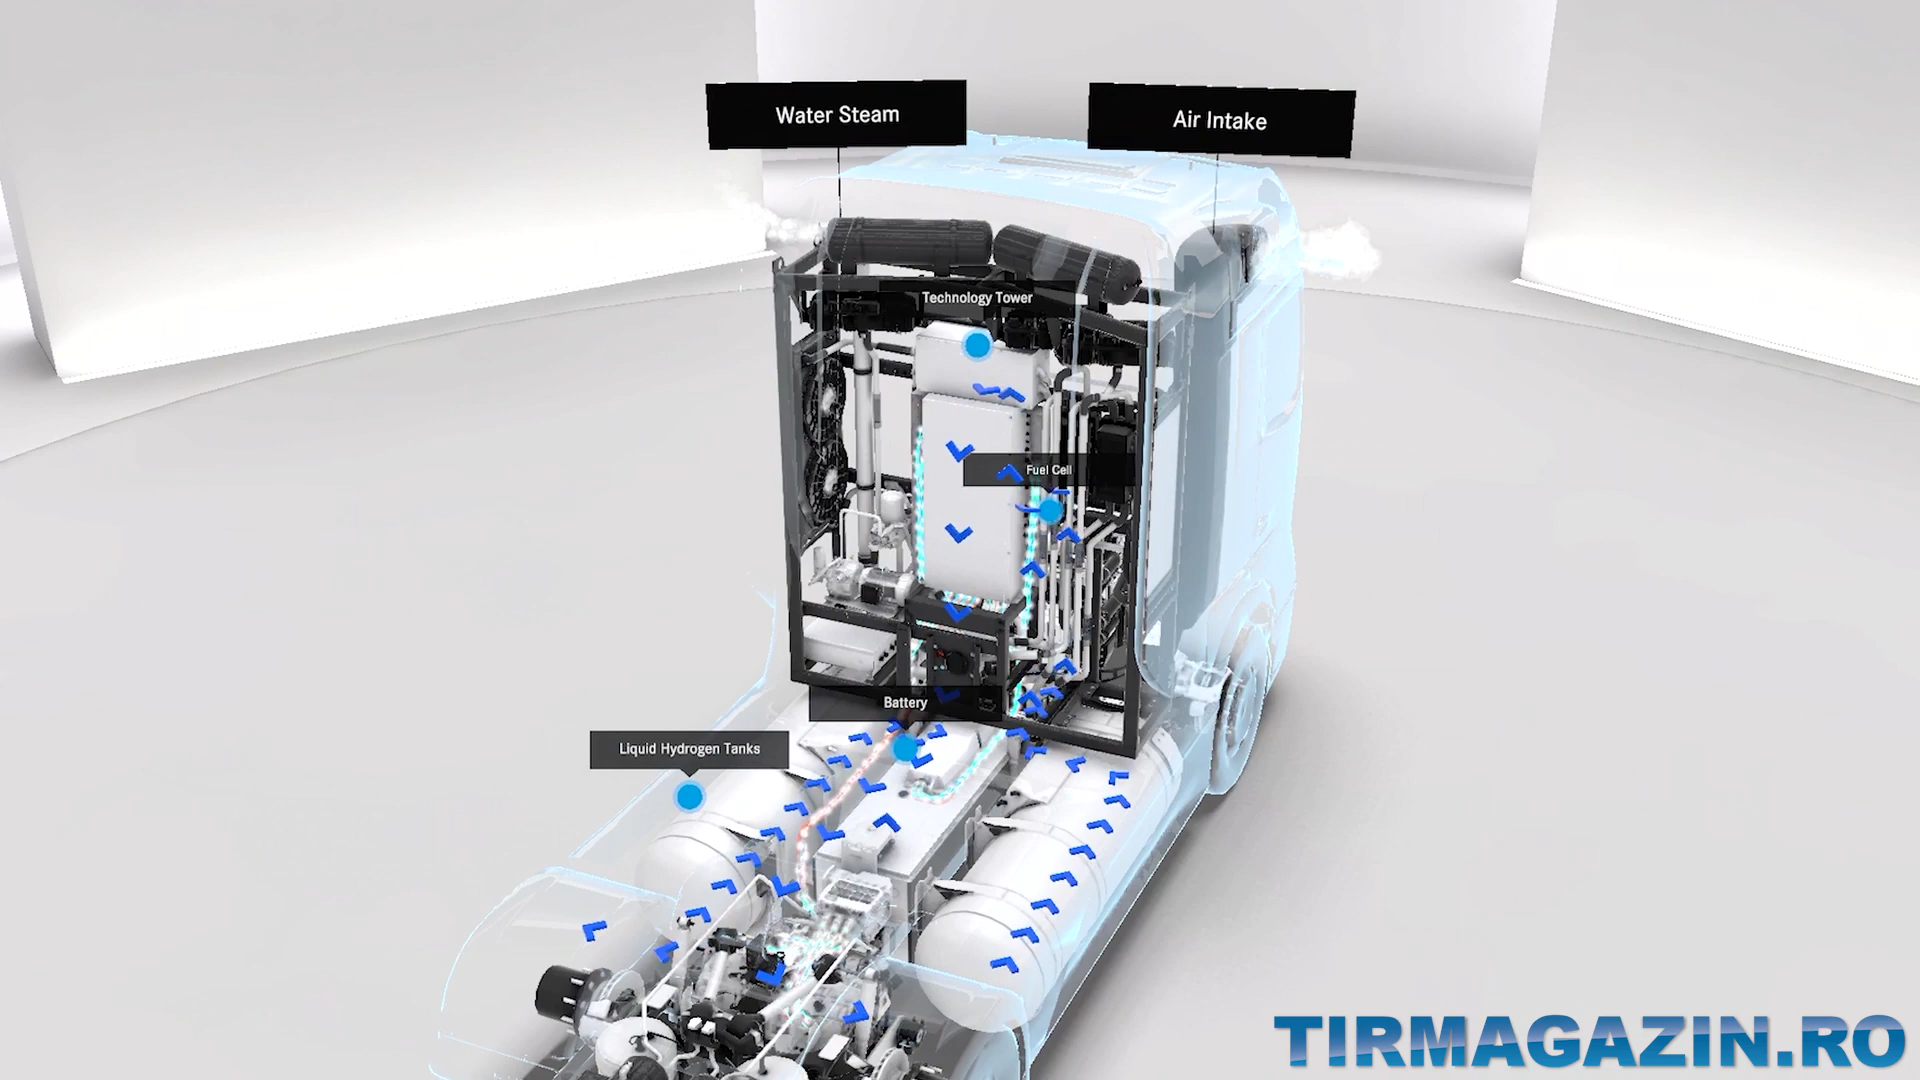 Water Steam
Air Intake
Technology Tower
Fuel Cell
Battery
Liquid Hydrogen Tanks
TIRMAGAZIN.RO